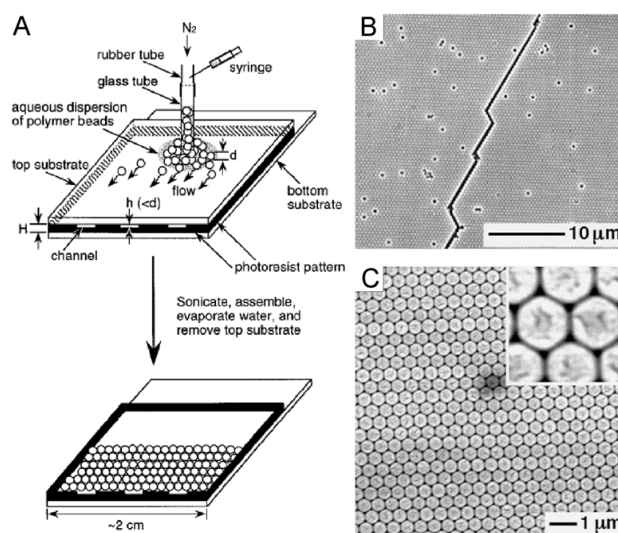 A
N₂
rubber tube
syringe
glass tube
aqueous dispersion
of polymer beads
d
top substrate
flow
bottom
substrate
h (<d)
H
channel
photoresist pattern
Sonicate, assemble,
evaporate water, and
remove top substrate
~2 cm
B
10 μm
C
1 μm